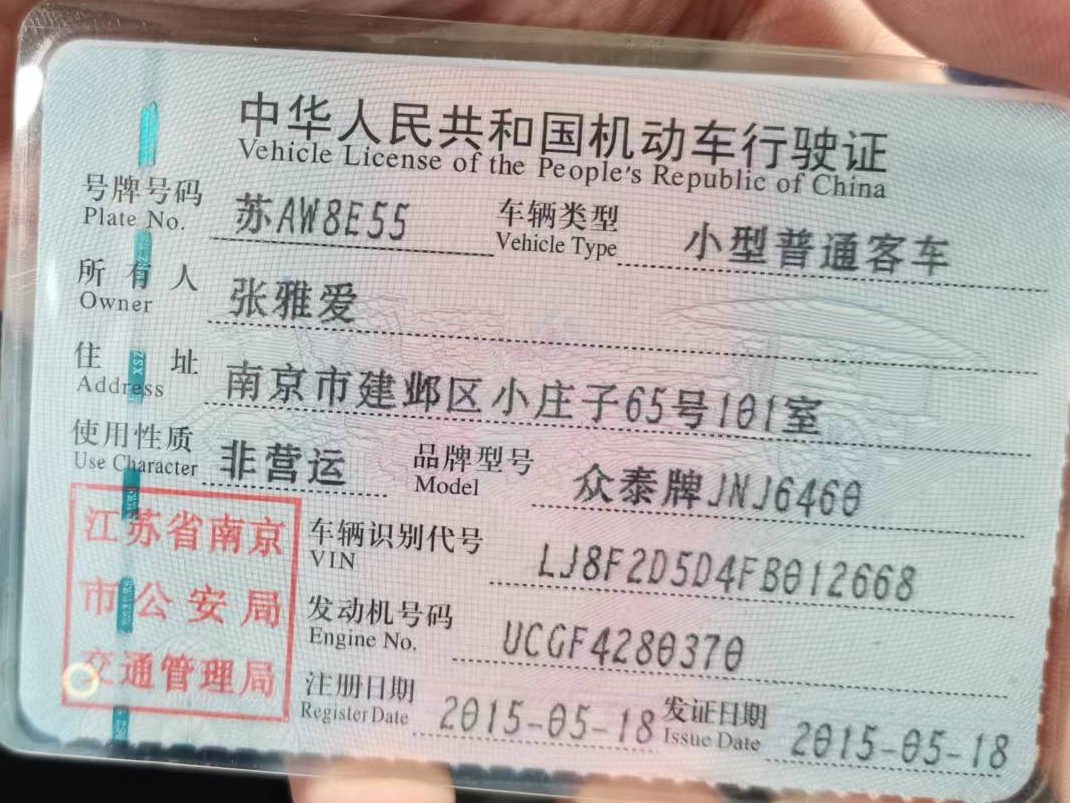 中华人民共和国机动车行驶证
Vehicle License of the People's Republic of China
号牌号码 苏AW8E55 车辆类型 小型普通客车
Plate No. Vehicle Type
所有人 张雅爱
Owner
住址 南京市建邺区小庄子65号101室
Address
使用性质 非营运 品牌型号 众泰牌JNJ6460
Use Character Model
江苏省南京
市公安局
交通管理局
车辆识别代号 LJ8F2D5D4FB012668
VIN
发动机号码 UCGF4280370
Engine No.
注册日期 2015-05-18 发证日期 2015-05-18
Register Date Issue Date